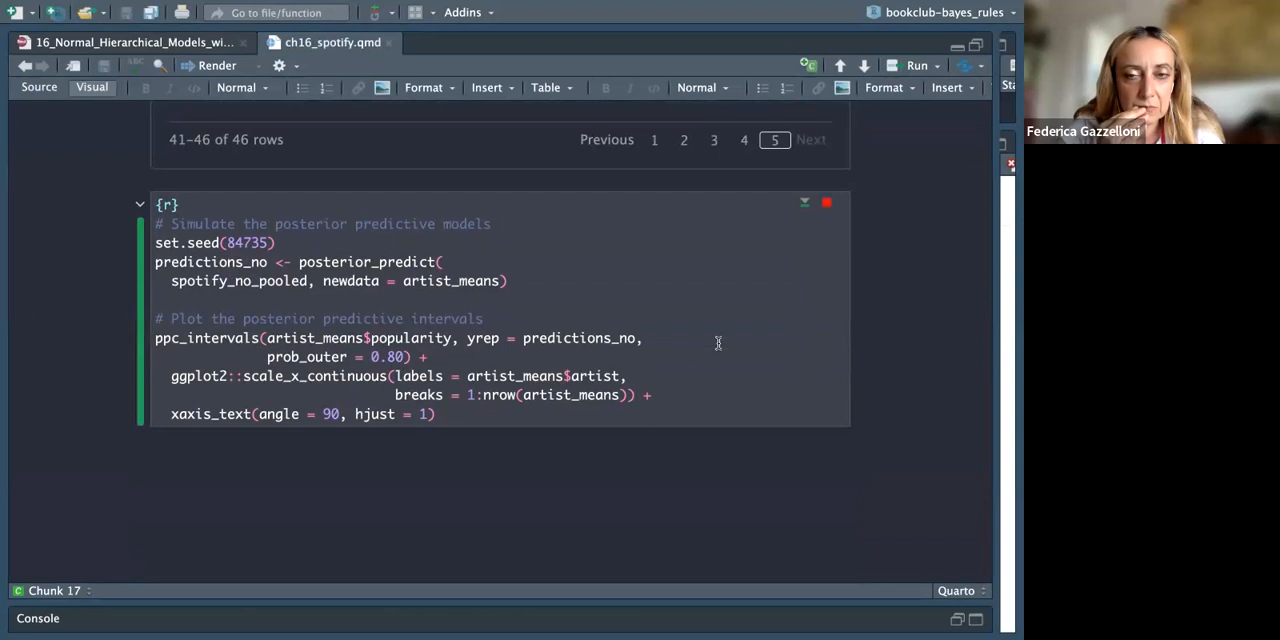 Go to file/function
Addins
bookclub-bayes_rules
16_Normal_Hierarchical_Models_wi...
ch16_spotify.qmd
ABC
Render
Run
Sta
Source
Visual
B
I
</>
Normal
Format
Insert
Table
B
I
</>
Normal
Format
Insert
41–46 of 46 rows
Previous
1
2
3
4
5
Next
{r}
# Simulate the posterior predictive models
set.seed(84735)
predictions_no <- posterior_predict(
spotify_no_pooled, newdata = artist_means)
# Plot the posterior predictive intervals
ppc_intervals(artist_means$popularity, yrep = predictions_no,
prob_outer = 0.80) +
ggplot2::scale_x_continuous(labels = artist_means$artist,
breaks = 1:nrow(artist_means)) +
xaxis_text(angle = 90, hjust = 1)
Chunk 17
Quarto
Console
Federica Gazzelloni